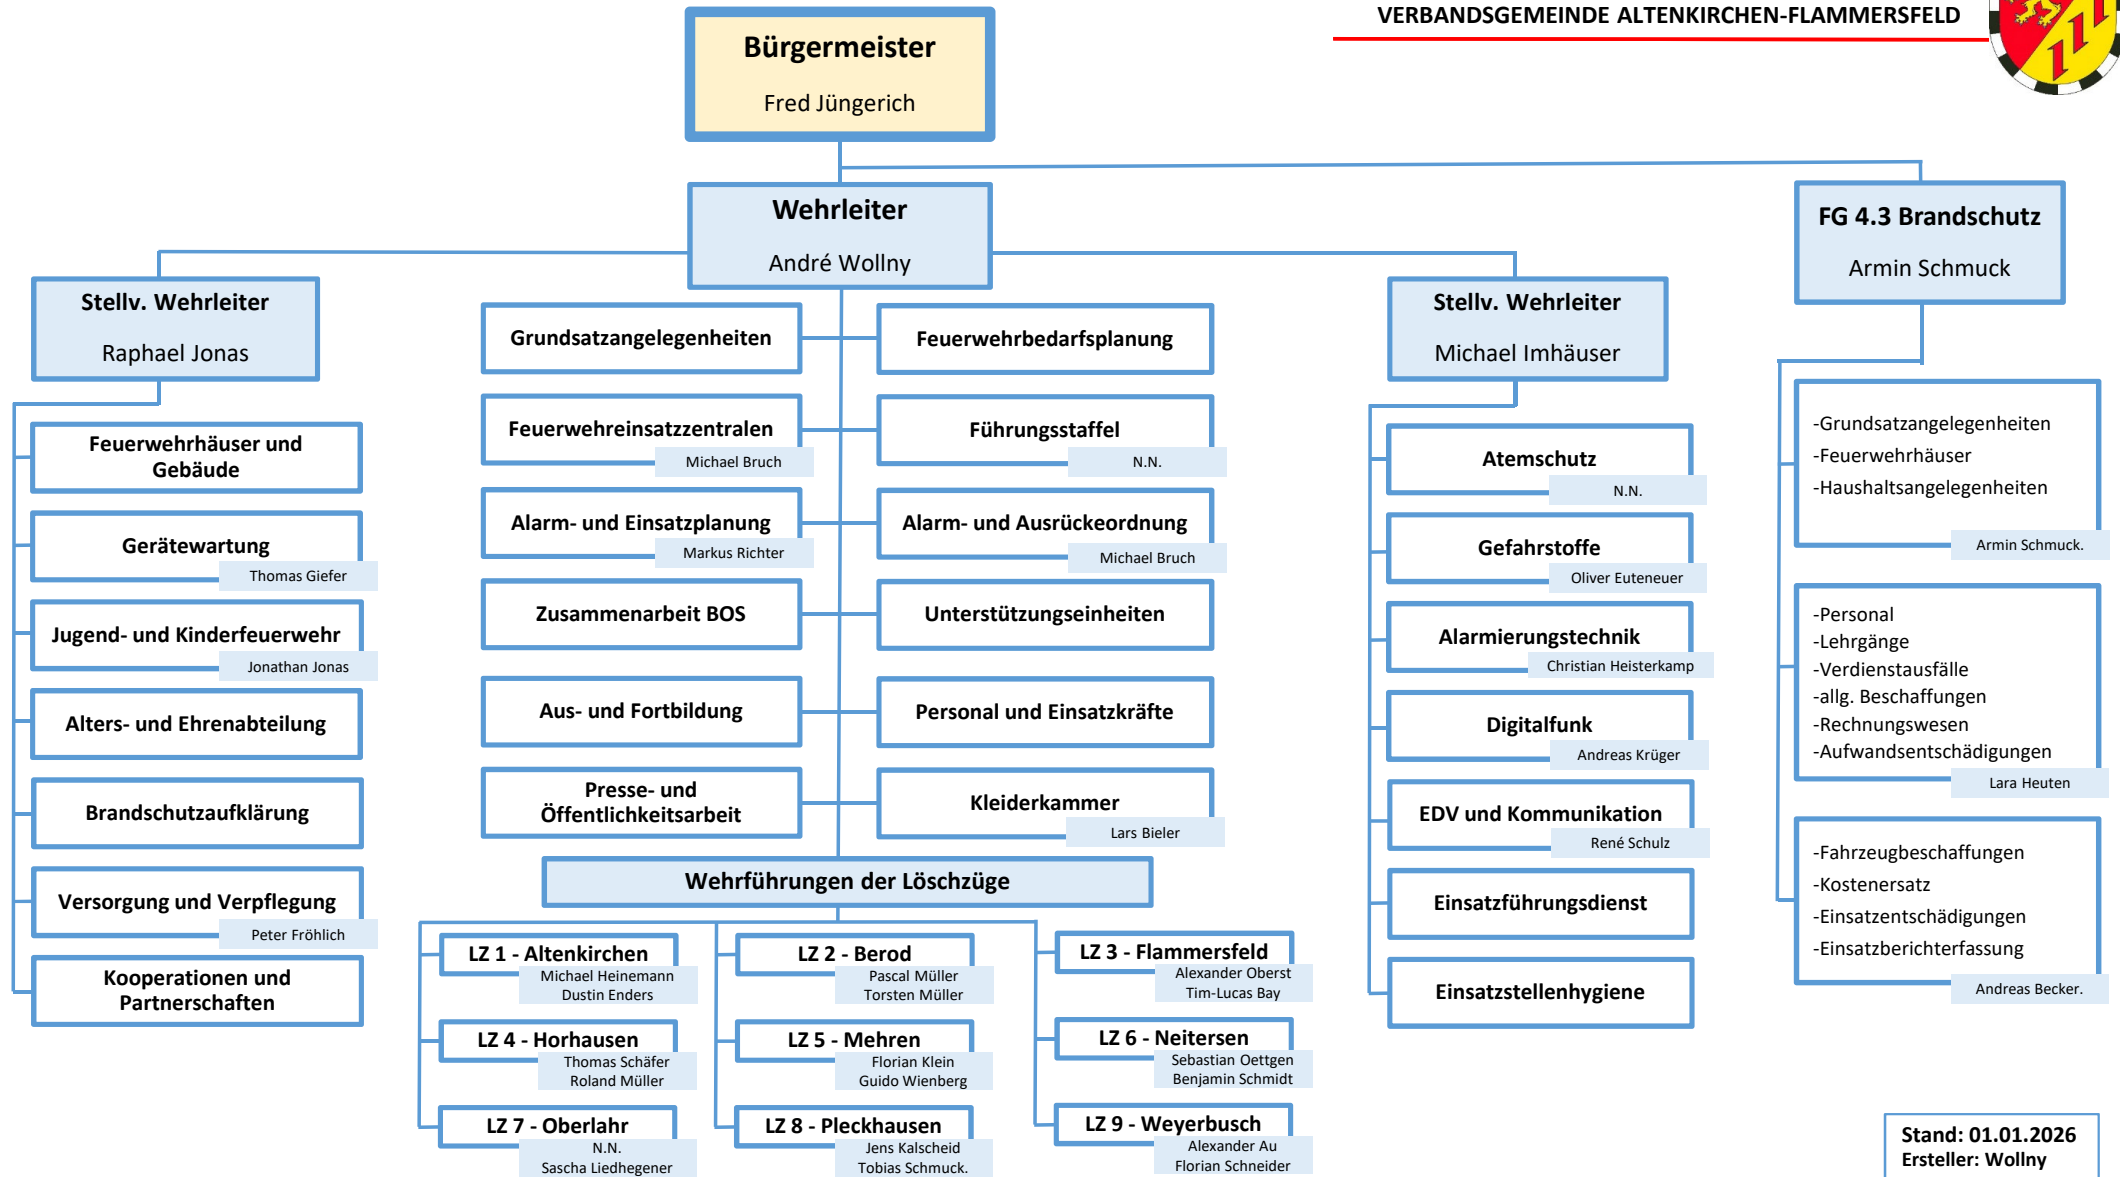 VERBANDSGEMEINDE ALTENKIRCHEN-FLAMMERSFELD
Bürgermeister
Fred Jüngerich
Wehrleiter
André Wollny
FG 4.3 Brandschutz
Armin Schmuck
Stellv. Wehrleiter
Raphael Jonas
Feuerwehrhäuser und
Gebäude
Gerätewartung
Thomas Giefer
Jugend- und Kinderfeuerwehr
Jonathan Jonas
Alters- und Ehrenabteilung
Brandschutzaufklärung
Versorgung und Verpflegung
Peter Fröhlich
Kooperationen und
Partnerschaften
Grundsatzangelegenheiten
Feuerwehrbedarfsplanung
Feuerwehreinsatzzentralen
Michael Bruch
Führungsstaffel
N.N.
Alarm- und Einsatzplanung
Markus Richter
Alarm- und Ausrückeordnung
Michael Bruch
Zusammenarbeit BOS
Unterstützungseinheiten
Aus- und Fortbildung
Personal und Einsatzkräfte
Presse- und
Öffentlichkeitsarbeit
Kleiderkammer
Lars Bieler
Wehrführungen der Löschzüge
LZ 1 - Altenkirchen
Michael Heinemann
Dustin Enders
LZ 2 - Berod
Pascal Müller
Torsten Müller
LZ 3 - Flammersfeld
Alexander Oberst
Tim-Lucas Bay
LZ 4 - Horhausen
Thomas Schäfer
Roland Müller
LZ 5 - Mehren
Florian Klein
Guido Wienberg
LZ 6 - Neitersen
Sebastian Oettgen
Benjamin Schmidt
LZ 7 - Oberlahr
N.N.
Sascha Liedhegener
LZ 8 - Pleckhausen
Jens Kalscheid
Tobias Schmuck.
LZ 9 - Weyerbusch
Alexander Au
Florian Schneider
Stellv. Wehrleiter
Michael Imhäuser
Atemschutz
N.N.
Gefahrstoffe
Oliver Euteneuer
Alarmierungstechnik
Christian Heisterkamp
Digitalfunk
Andreas Krüger
EDV und Kommunikation
René Schulz
Einsatzführungsdienst
Einsatzstellenhygiene
-Grundsatzangelegenheiten
-Feuerwehrhäuser
-Haushaltsangelegenheiten
Armin Schmuck.
-Personal
-Lehrgänge
-Verdienstausfälle
-allg. Beschaffungen
-Rechnungswesen
-Aufwandsentschädigungen
Lara Heuten
-Fahrzeugbeschaffungen
-Kostenersatz
-Einsatzentschädigungen
-Einsatzberichterfassung
Andreas Becker.
Stand: 01.01.2026
Ersteller: Wollny